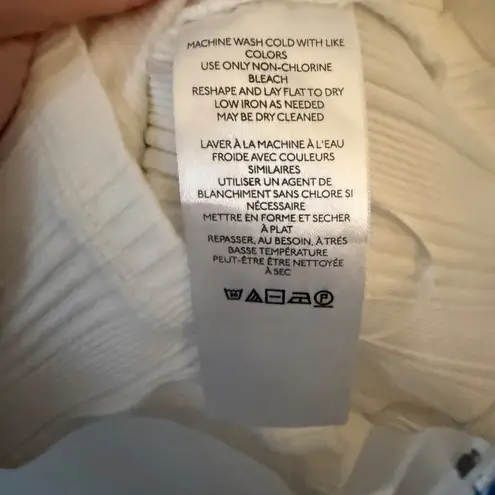 MACHINE WASH COLD WITH LIKE
COLORS
USE ONLY NON-CHLORINE
BLEACH
RESHAPE AND LAY FLAT TO DRY
LOW IRON AS NEEDED
MAY BE DRY CLEANED
LAVER À LA MACHINE À L'EAU
FROIDE AVEC COULEURS
SIMILAIRES
UTILISER UN AGENT DE
BLANCHIMENT SANS CHLORE SI
NÉCESSAIRE
METTRE EN FORME ET SECHER
À PLAT
REPASSER, AU BESOIN, À TRÉS
BASSE TEMPÉRATURE
PEUT-ÊTRE ÊTRE NETTOYÉE
À SEC
P